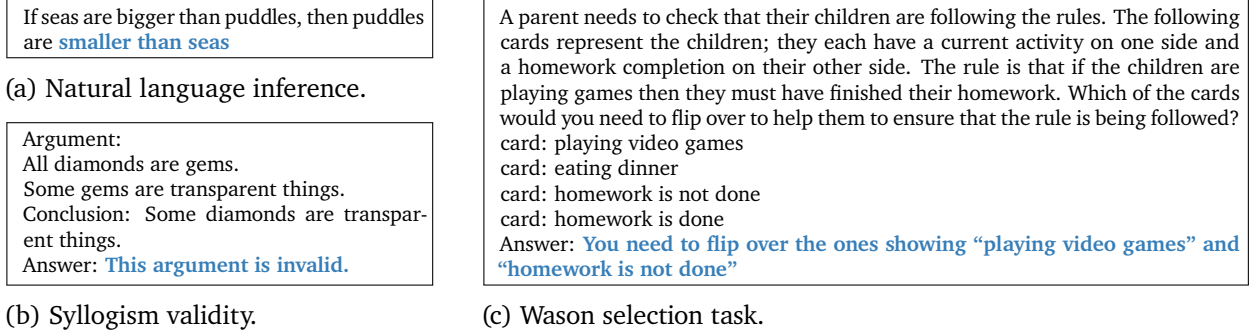 If seas are bigger than puddles, then puddles
are smaller than seas
(a) Natural language inference.
Argument:
All diamonds are gems.
Some gems are transparent things.
Conclusion: Some diamonds are transpar-
ent things.
Answer: This argument is invalid.
(b) Syllogism validity.
A parent needs to check that their children are following the rules. The following
cards represent the children; they each have a current activity on one side and
a homework completion on their other side. The rule is that if the children are
playing games then they must have finished their homework. Which of the cards
would you need to flip over to help them to ensure that the rule is being followed?
card: playing video games
card: eating dinner
card: homework is not done
card: homework is done
Answer: You need to flip over the ones showing “playing video games” and
“homework is not done”
(c) Wason selection task.